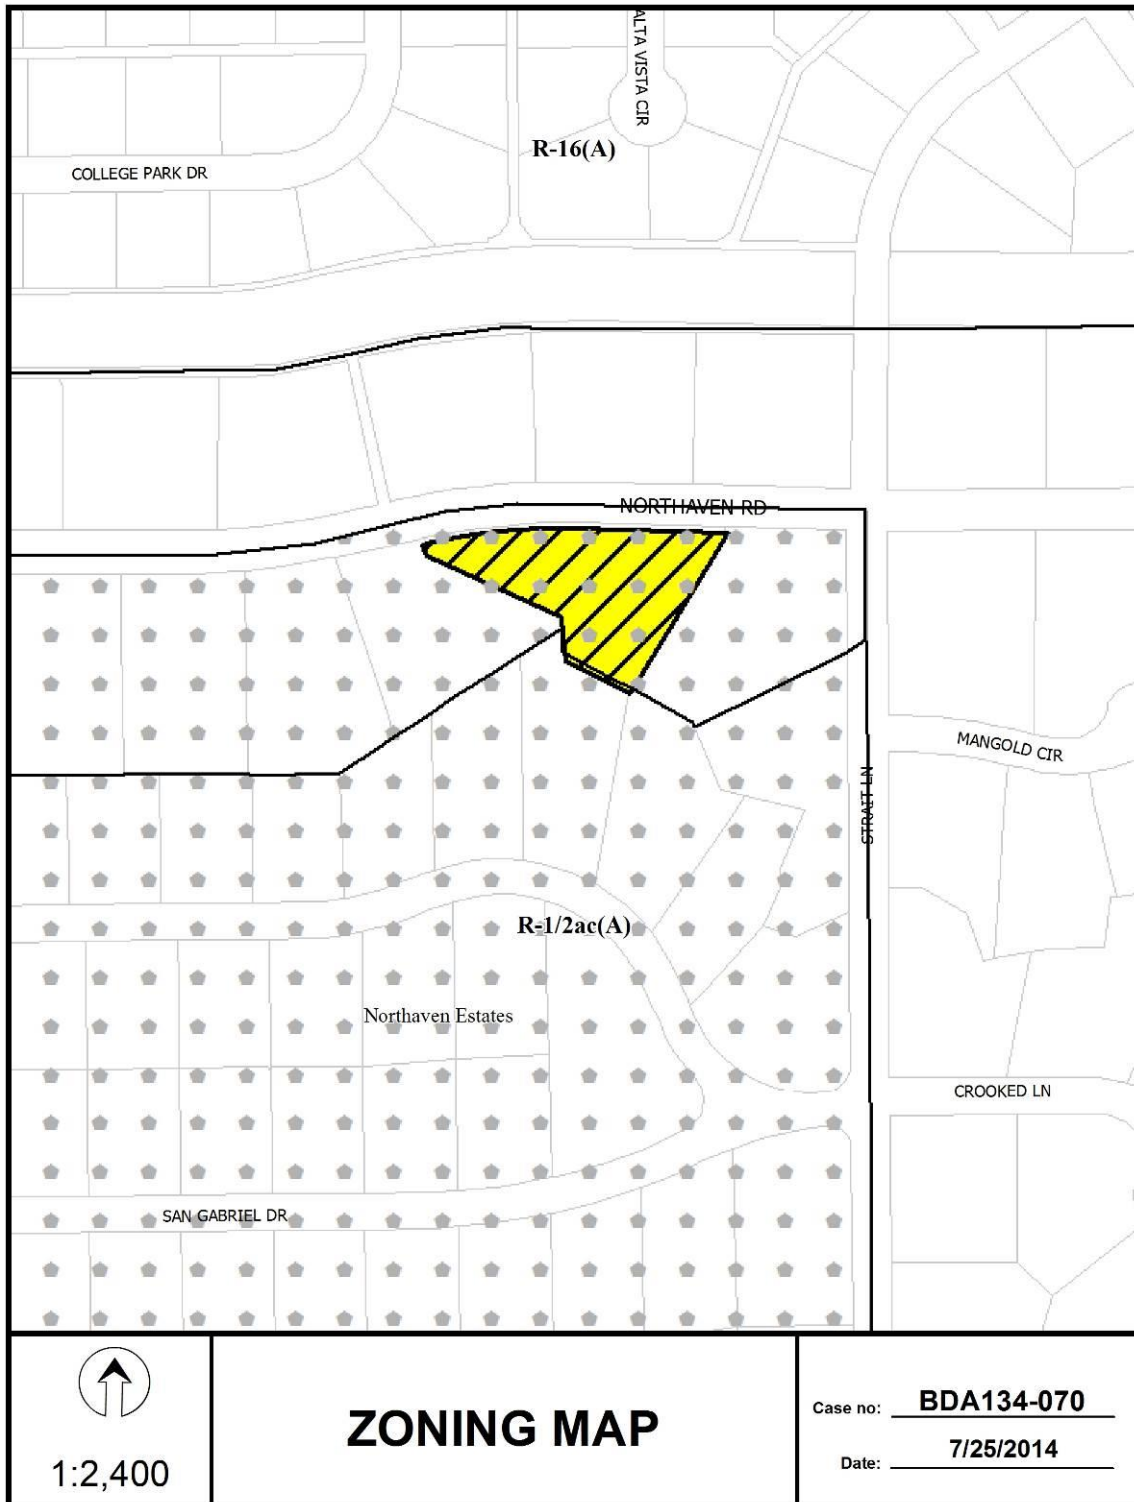 ALTA VISTA CIR
R-16(A)
COLLEGE PARK DR
NORTHAVEN RD
MANGOLD CIR
STRAIT LN
R-1/2ac(A)
Northaven Estates
CROOKED LN
SAN GABRIEL DR
1:2,400
ZONING MAP
Case no: BDA134-070
Date: 7/25/2014